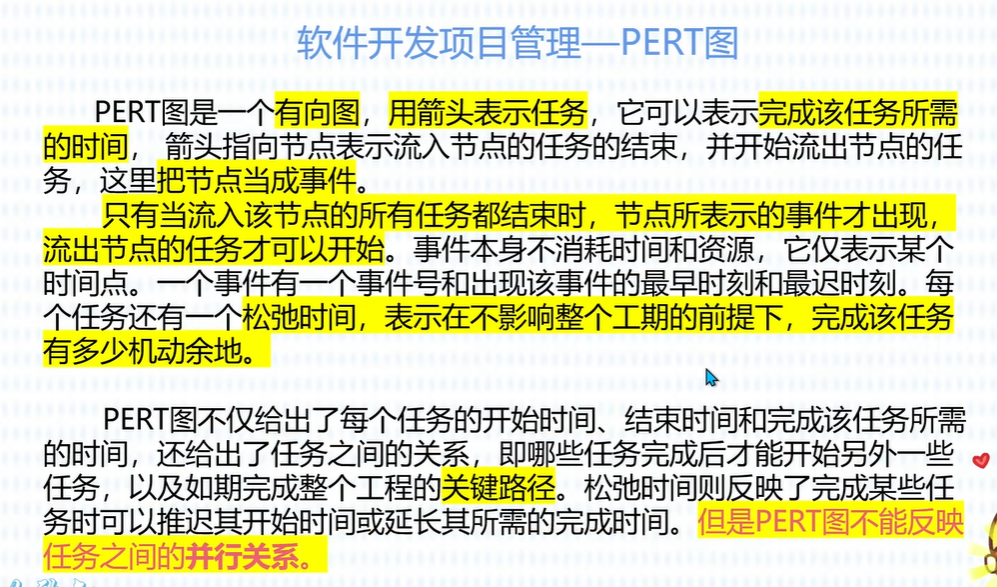 软件开发项目管理—PERT图
PERT图是一个有向图，用箭头表示任务，它可以表示完成该任务所需
的时间，箭头指向节点表示流入节点的任务的结束，并开始流出节点的任
务，这里把节点当成事件。
只有当流入该节点的所有任务都结束时，节点所表示的事件才出现，
流出节点的任务才可以开始。事件本身不消耗时间和资源，它仅表示某个
时间点。一个事件有一个事件号和出现该事件的最早时刻和最迟时刻。每
个任务还有一个松弛时间，表示在不影响整个工期的前提下，完成该任务
有多少机动余地。
PERT图不仅给出了每个任务的开始时间、结束时间和完成该任务所需
的时间，还给出了任务之间的关系，即哪些任务完成后才能开始另外一些
任务，以及如期完成整个工程的关键路径。松弛时间则反映了完成某些任
务时可以推迟其开始时间或延长其所需的完成时间。但是PERT图不能反映
任务之间的并行关系。